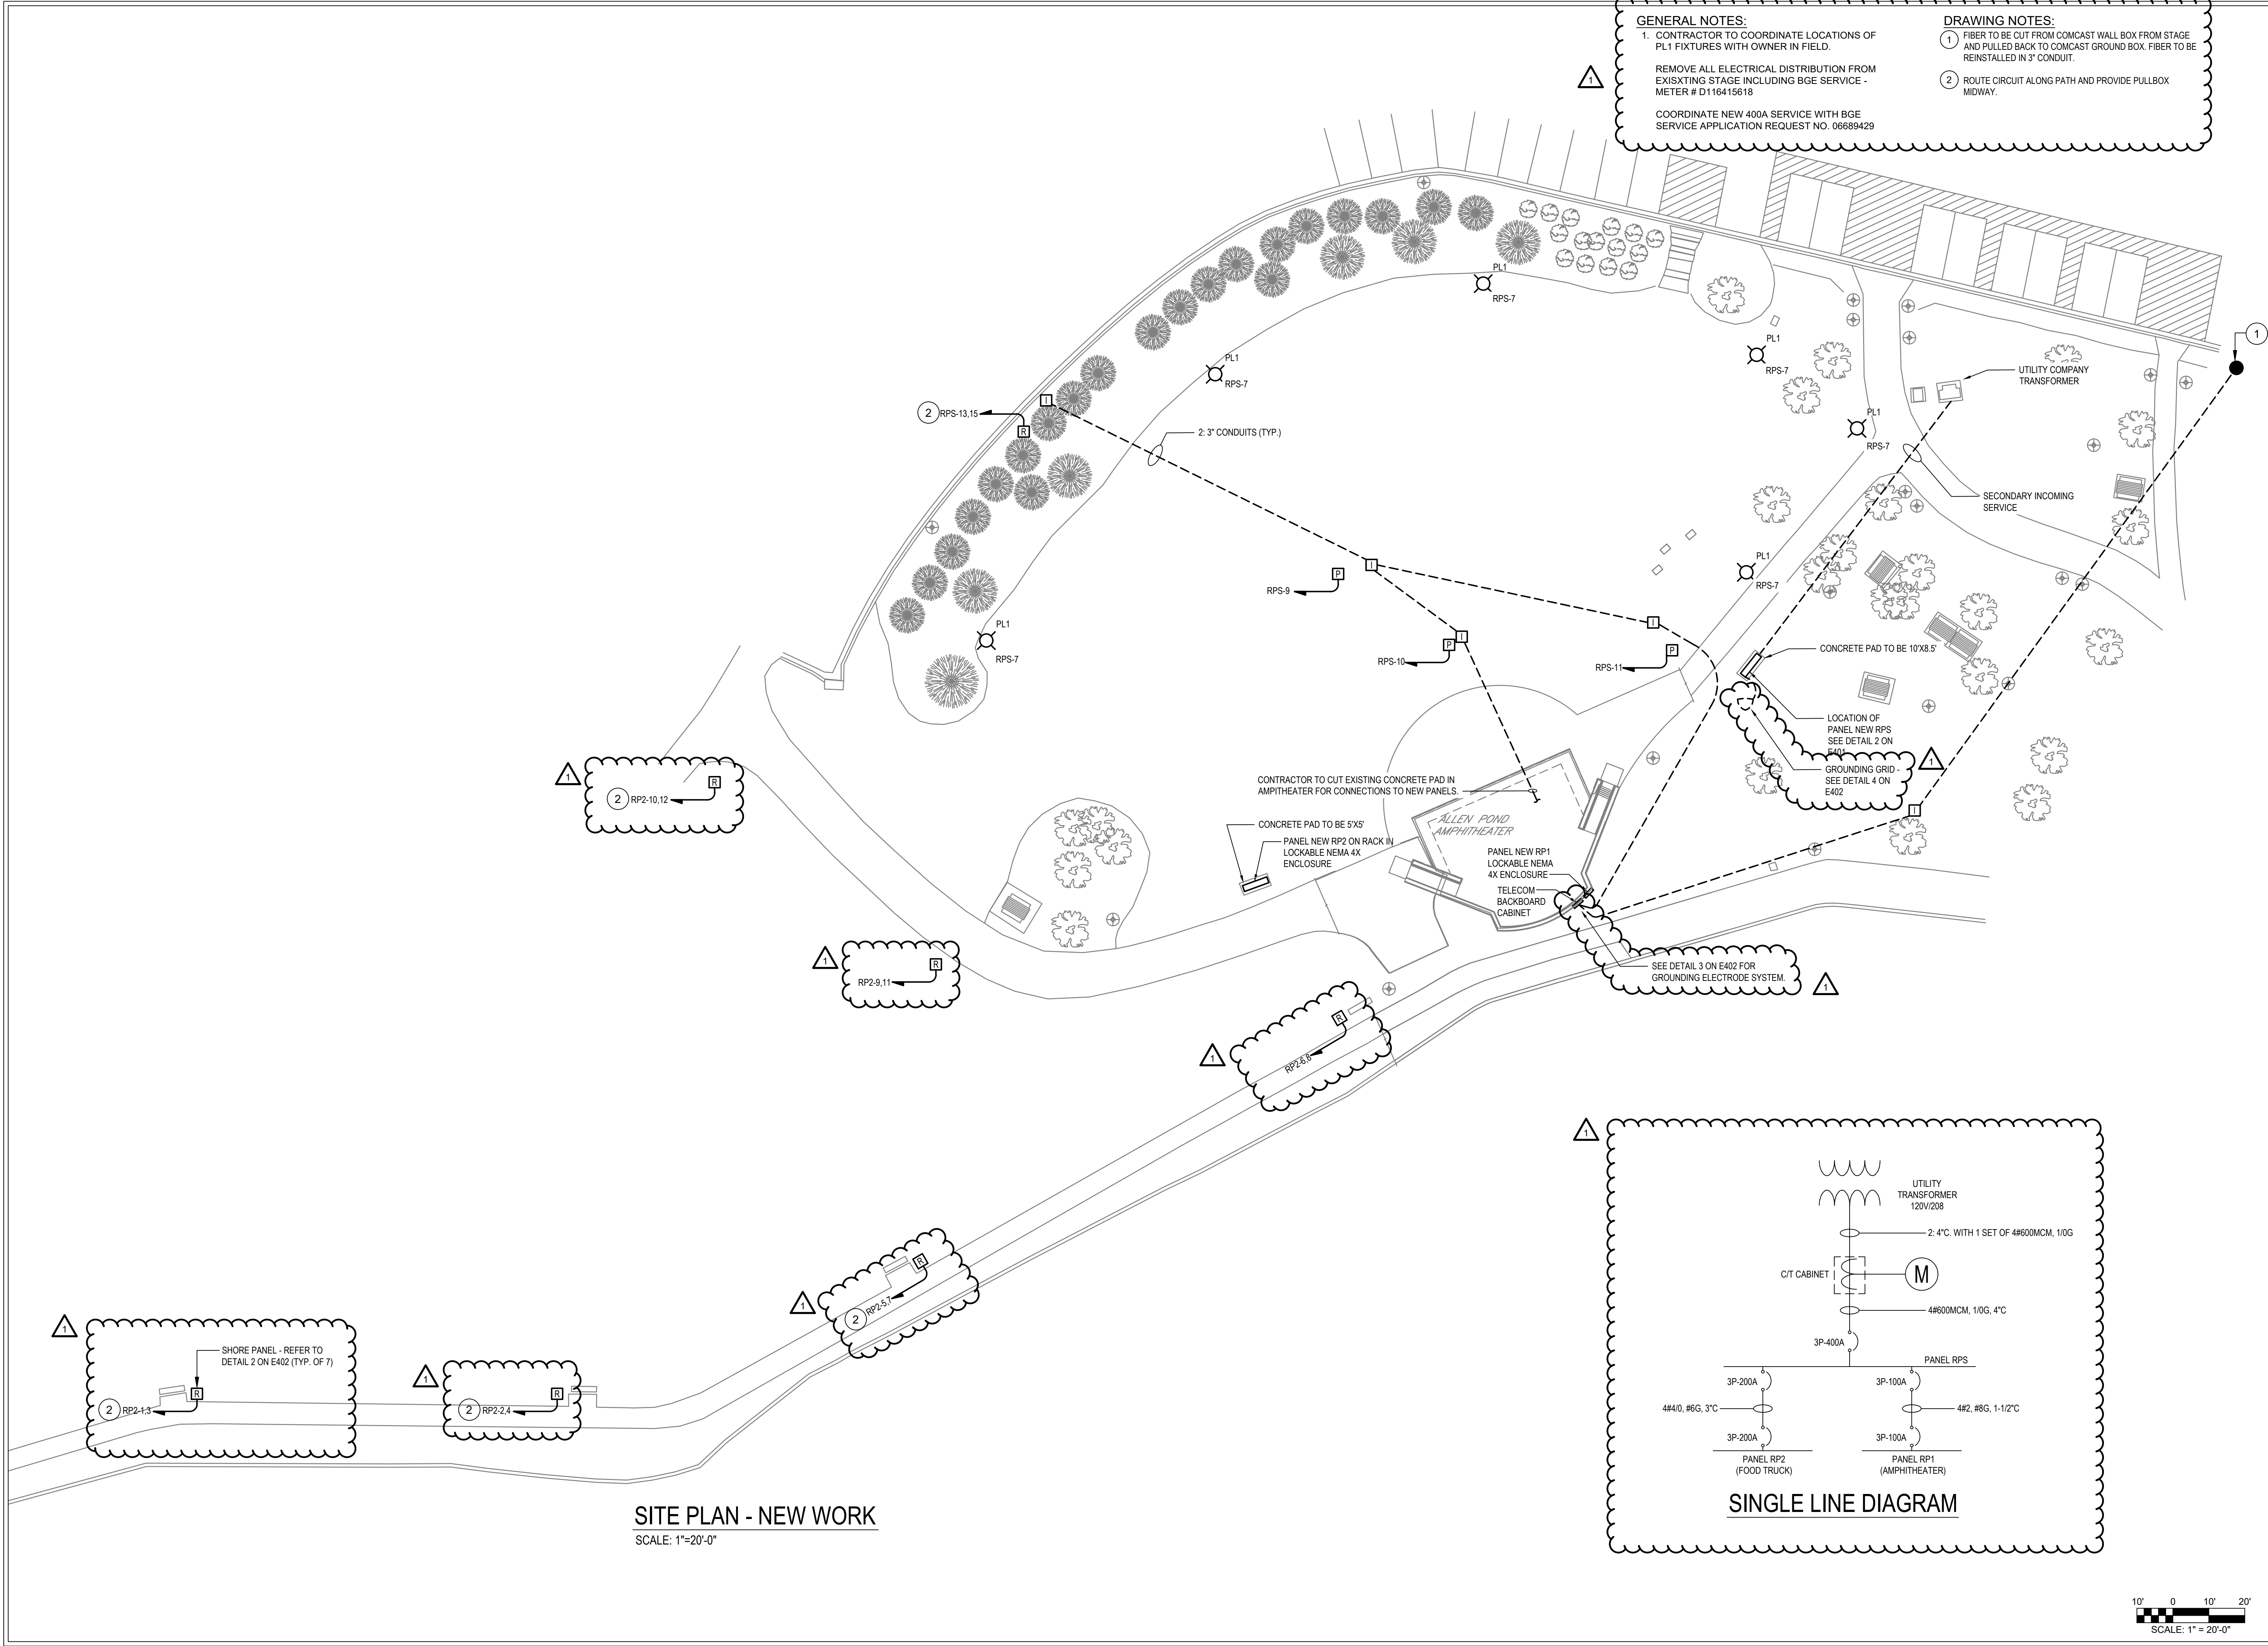 GENERAL NOTES:
1. CONTRACTOR TO COORDINATE LOCATIONS OF
PL1 FIXTURES WITH OWNER IN FIELD.
REMOVE ALL ELECTRICAL DISTRIBUTION FROM
EXISXTING STAGE INCLUDING BGE SERVICE -
METER # D116415618
COORDINATE NEW 400A SERVICE WITH BGE
SERVICE APPLICATION REQUEST NO. 06689429
DRAWING NOTES:
1 FIBER TO BE CUT FROM COMCAST WALL BOX FROM STAGE
AND PULLED BACK TO COMCAST GROUND BOX. FIBER TO BE
REINSTALLED IN 3" CONDUIT.
2 ROUTE CIRCUIT ALONG PATH AND PROVIDE PULLBOX
MIDWAY.
1
PL1
RPS-7
PL1
RPS-7
1
PL1
RPS-7
UTILITY COMPANY
TRANSFORMER
I
2 RPS-13,15
R
2: 3" CONDUITS (TYP.)
PL1
RPS-7
SECONDARY INCOMING
SERVICE
PL1
RPS-7
I
P
RPS-9
I
I
P
RPS-10
P
RPS-11
PL1
RPS-7
CONCRETE PAD TO BE 10'X8.5'
LOCATION OF
PANEL NEW RPS
SEE DETAIL 2 ON
E401
GROUNDING GRID -
SEE DETAIL 4 ON
E402
1
I
1
R
2 RP2-10,12
CONTRACTOR TO CUT EXISTING CONCRETE PAD IN
AMPITHEATER FOR CONNECTIONS TO NEW PANELS.
ALLEN POND
AMPHITHEATER
CONCRETE PAD TO BE 5'X5'
PANEL NEW RP2 ON RACK IN
LOCKABLE NEMA 4X
ENCLOSURE
PANEL NEW RP1
LOCKABLE NEMA
4X ENCLOSURE
TELECOM
BACKBOARD
CABINET
1
R
RP2-9,11
SEE DETAIL 3 ON E402 FOR
GROUNDING ELECTRODE SYSTEM.
1
1
R
RP2-6,8
1
R
2 RP2-5,7
1
SHORE PANEL - REFER TO
DETAIL 2 ON E402 (TYP. OF 7)
R
2 RP2-1,3
1
R
2 RP2-2,4
SITE PLAN - NEW WORK
SCALE: 1"=20'-0"
1
UTILITY
TRANSFORMER
120V/208
2: 4"C. WITH 1 SET OF 4#600MCM, 1/0G
C/T CABINET
M
4#600MCM, 1/0G, 4"C
3P-400A
PANEL RPS
3P-200A
3P-100A
4#4/0, #6G, 3"C
4#2, #8G, 1-1/2"C
3P-200A
3P-100A
PANEL RP2
(FOOD TRUCK)
PANEL RP1
(AMPHITHEATER)
SINGLE LINE DIAGRAM
10' 0 10' 20'
SCALE: 1" = 20'-0"